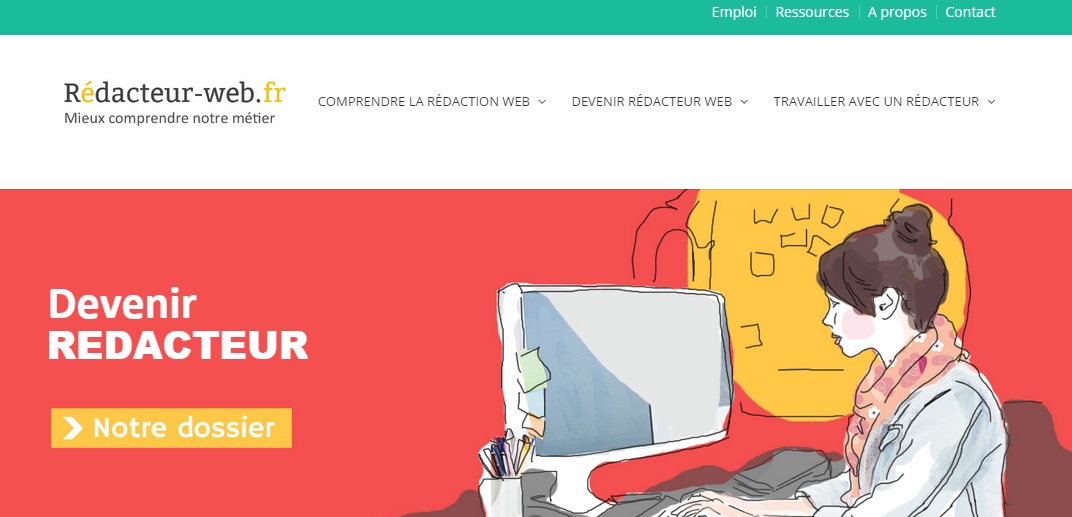 Emploi
Ressources
A propos
Contact
Rédacteur-web.fr
Mieux comprendre notre métier
COMPRENDRE LA RÉDACTION WEB
DEVENIR RÉDACTEUR WEB
TRAVAILLER AVEC UN RÉDACTEUR
Devenir
REDACTEUR
Notre dossier